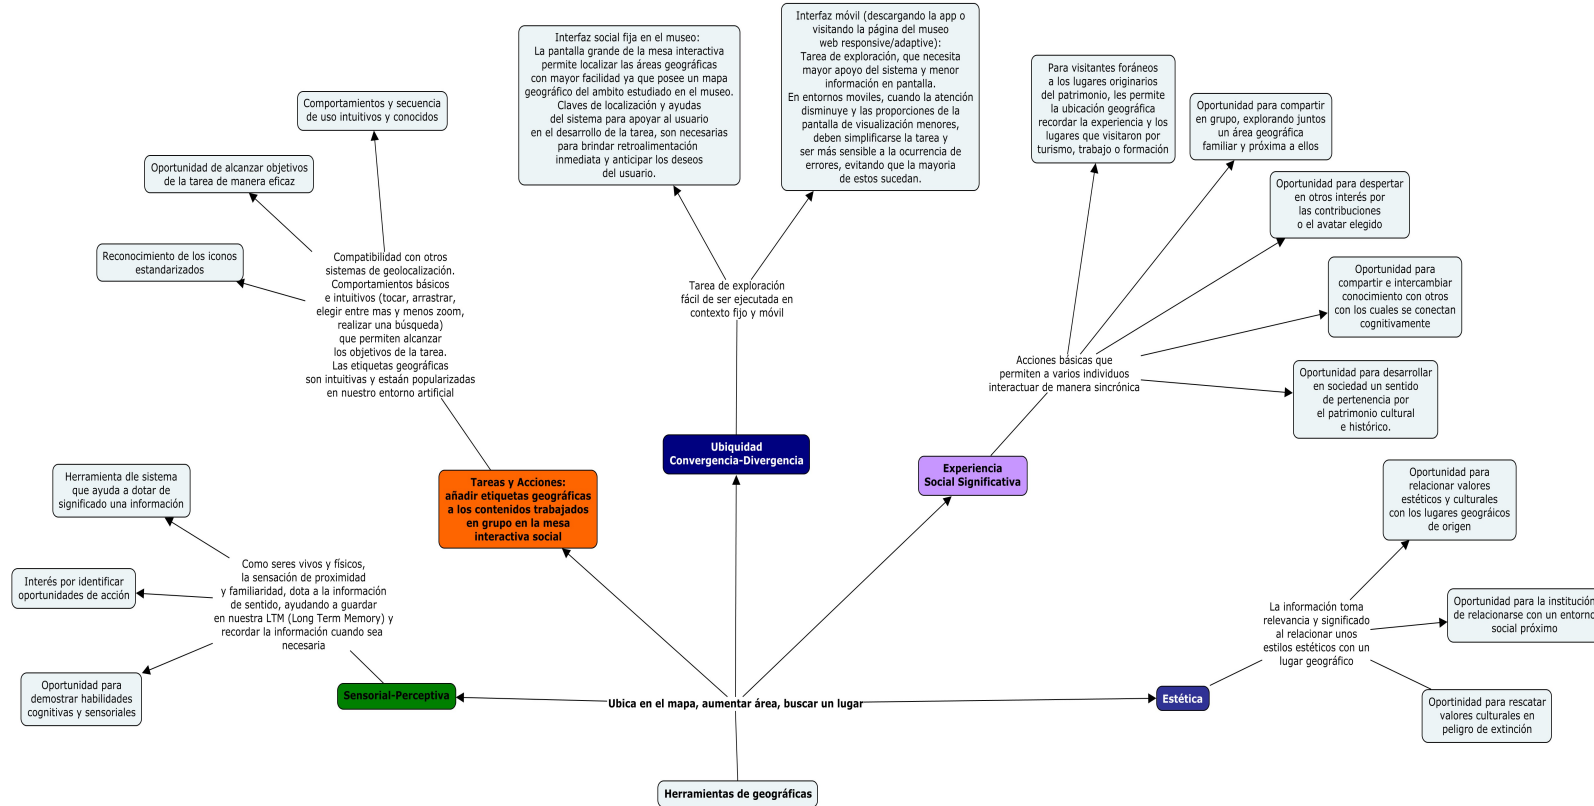 Interfaz social fija en el museo:
La pantalla grande de la mesa interactiva
permite localizar las áreas geográficas
con mayor facilidad ya que posee un mapa
geográfico del ambito estudiado en el museo.
Claves de localización y ayudas
del sistema para apoyar al usuario
en el desarrollo de la tarea, son necesarias
para brindar retroalimentación
inmediata y anticipar los deseos
del usuario.
Interfaz móvil (descargando la app o
visitando la página del museo
web responsive/adaptive):
Tarea de exploración, que necesita
mayor apoyo del sistema y menor
información en pantalla.
En entornos moviles, cuando la atención
disminuye y las proporciones de la
pantalla de visualización menores,
deben simplificarse la tarea y
ser más sensible a la ocurrencia de
errores, evitando que la mayoria
de estos sucedan.
Para visitantes foráneos
a los lugares originarios
del patrimonio, les permite
la ubicación geográfica
recordar la experiencia y los
lugares que visitaron por
turismo, trabajo o formación
Oportunidad para compartir
en grupo, explorando juntos
un área geográfica
familiar y próxima a ellos
Comportamientos y secuencia
de uso intuitivos y conocidos
Oportunidad de alcanzar objetivos
de la tarea de manera eficaz
Oportunidad para despertar
en otros interés por
las contribuciones
o el avatar elegido
Reconocimiento de los iconos
estandarizados
Compatibilidad con otros
sistemas de geolocalización.
Comportamientos básicos
e intuitivos (tocar, arrastrar,
elegir entre mas y menos zoom,
realizar una búsqueda)
que permiten alcanzar
los objetivos de la tarea.
Las etiquetas geográficas
son intuitivas y estaán popularizadas
en nuestro entorno artificial
Tarea de exploración
fácil de ser ejecutada en
contexto fijo y móvil
Oportunidad para
compartir e intercambiar
conocimiento con otros
con los cuales se conectan
cognitivamente
Acciones básicas que
permiten a varios individuos
interactuar de manera sincrónica
Oportunidad para desarrollar
en sociedad un sentido
de pertenencia por
el patrimonio cultural
e histórico.
Ubiquidad
Convergencia-Divergencia
Experiencia
Social Significativa
Tareas y Acciones:
añadir etiquetas geográficas
a los contenidos trabajados
en grupo en la mesa
interactiva social
Herramienta dle sistema
que ayuda a dotar de
significado una información
Oportunidad para
relacionar valores
estéticos y culturales
con los lugares geográicos
de origen
Como seres vivos y físicos,
la sensación de proximidad
y familiaridad, dota a la información
de sentido, ayudando a guardar
en nuestra LTM (Long Term Memory) y
recordar la información cuando sea
necesaria
Interés por identificar
oportunidades de acción
La información toma
relevancia y significado
al relacionar unos
estilos estéticos con un
lugar geográfico
Oportunidad para la institución
de relacionarse con un entorno
social próximo
Oportunidad para
demostrar habilidades
cognitivas y sensoriales
Sensorial-Perceptiva
Ubica en el mapa, aumentar área, buscar un lugar
Estética
Oportinidad para rescatar
valores culturales en
peligro de extinción
Herramientas de geográficas